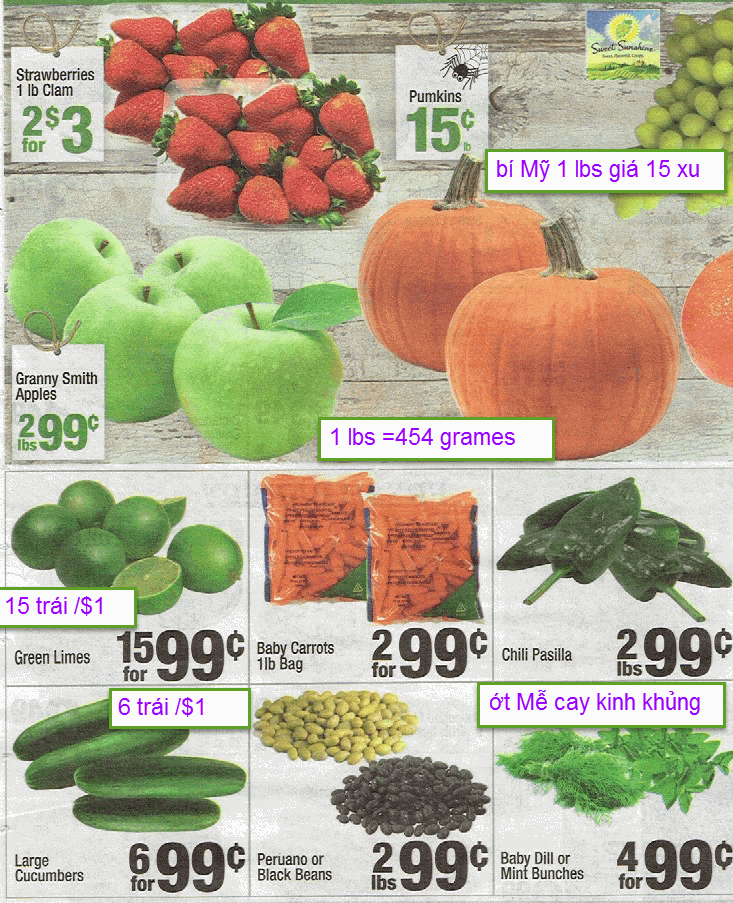 Strawberries
1 lb Clam
2 for $3
Pumkins
15¢ lb
Sweet Sunshine
bí Mỹ 1 lbs giá 15 xu
Granny Smith
Apples
2 lbs 99¢
1 lbs =454 grames
15 trái /$1
Green Limes
15 for 99¢
Baby Carrots
1lb Bag
2 for 99¢
Chili Pasilla
2 lbs 99¢
6 trái /$1
ớt Mễ cay kinh khủng
Large
Cucumbers
6 for 99¢
Peruano or
Black Beans
2 lbs 99¢
Baby Dill or
Mint Bunches
4 for 99¢